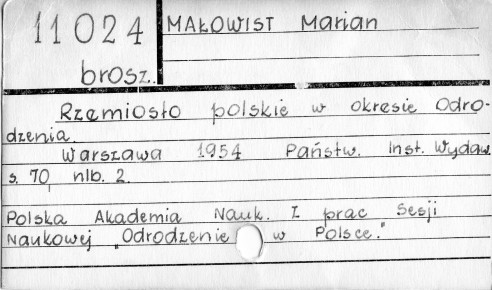 11024
brosz.
MAŁOWIST Marian
Rzemiosło polskie w okresie Odro-
dzenia
Warszawa 1954 Państw. Inst. Wydaw.
s. 70, nlb. 2.
Polska Akademia Nauk. Z prac Sesji
Naukowej "Odrodzenie w Polsce."